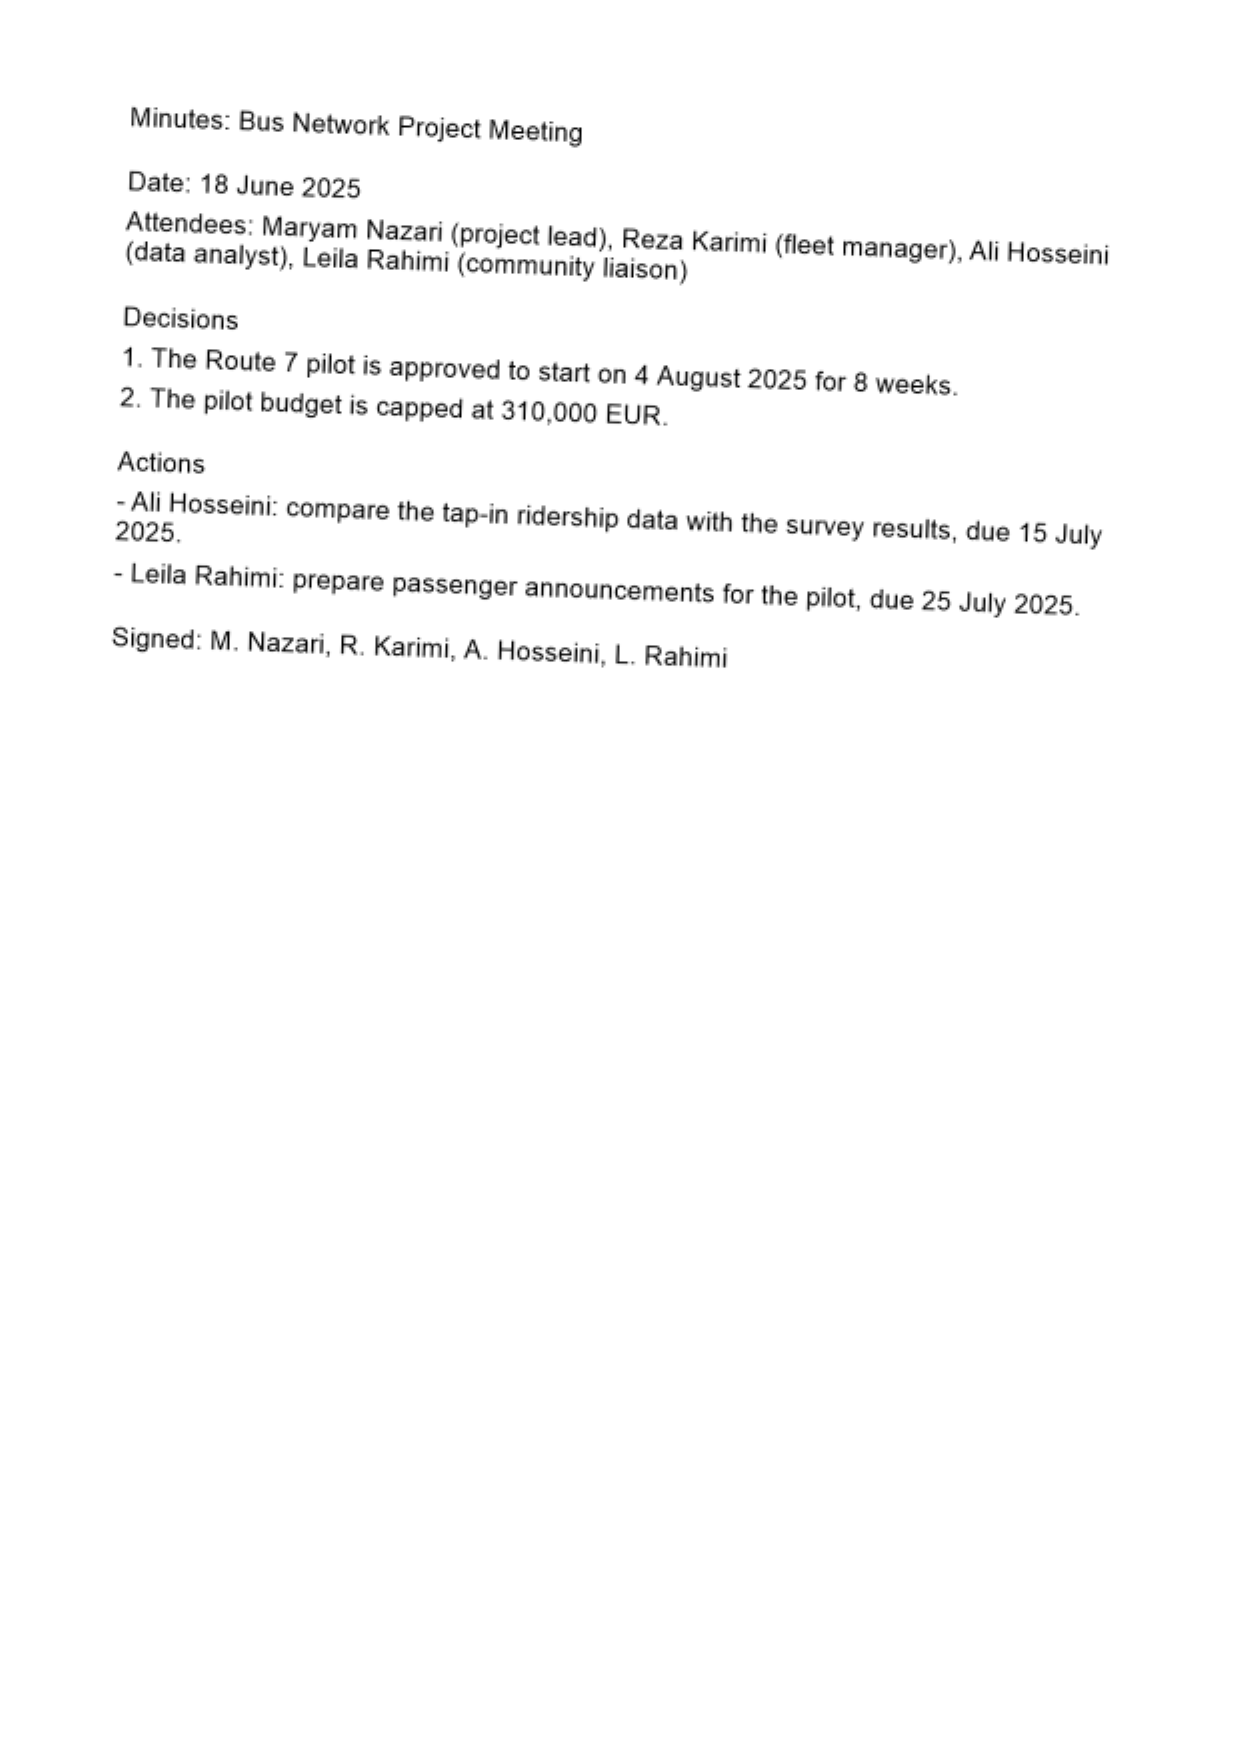 Minutes: Bus Network Project Meeting
Date: 18 June 2025
Attendees: Maryam Nazari (project lead), Reza Karimi (fleet manager), Ali Hosseini
(data analyst), Leila Rahimi (community liaison)
Decisions
1. The Route 7 pilot is approved to start on 4 August 2025 for 8 weeks.
2. The pilot budget is capped at 310,000 EUR.
Actions
- Ali Hosseini: compare the tap-in ridership data with the survey results, due 15 July
2025.
- Leila Rahimi: prepare passenger announcements for the pilot, due 25 July 2025.
Signed: M. Nazari, R. Karimi, A. Hosseini, L. Rahimi